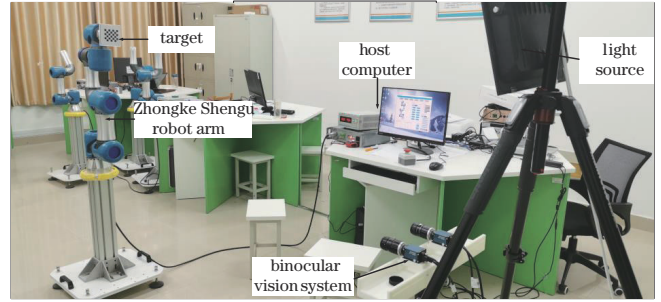 target
host
computer
light
source
Zhongke Shengu
robot arm
binocular
vision system